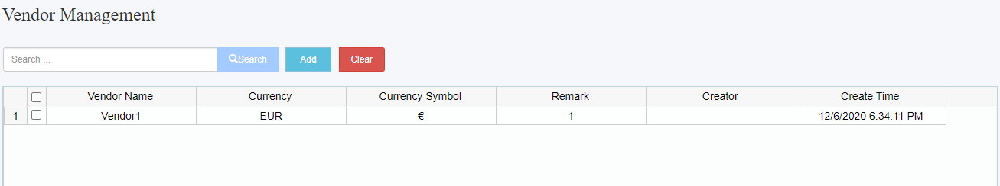 Vendor Management
Search ... Search Add Clear
Vendor Name Currency Currency Symbol Remark Creator Create Time
1 Vendor1 EUR € 1 12/6/2020 6:34:11 PM